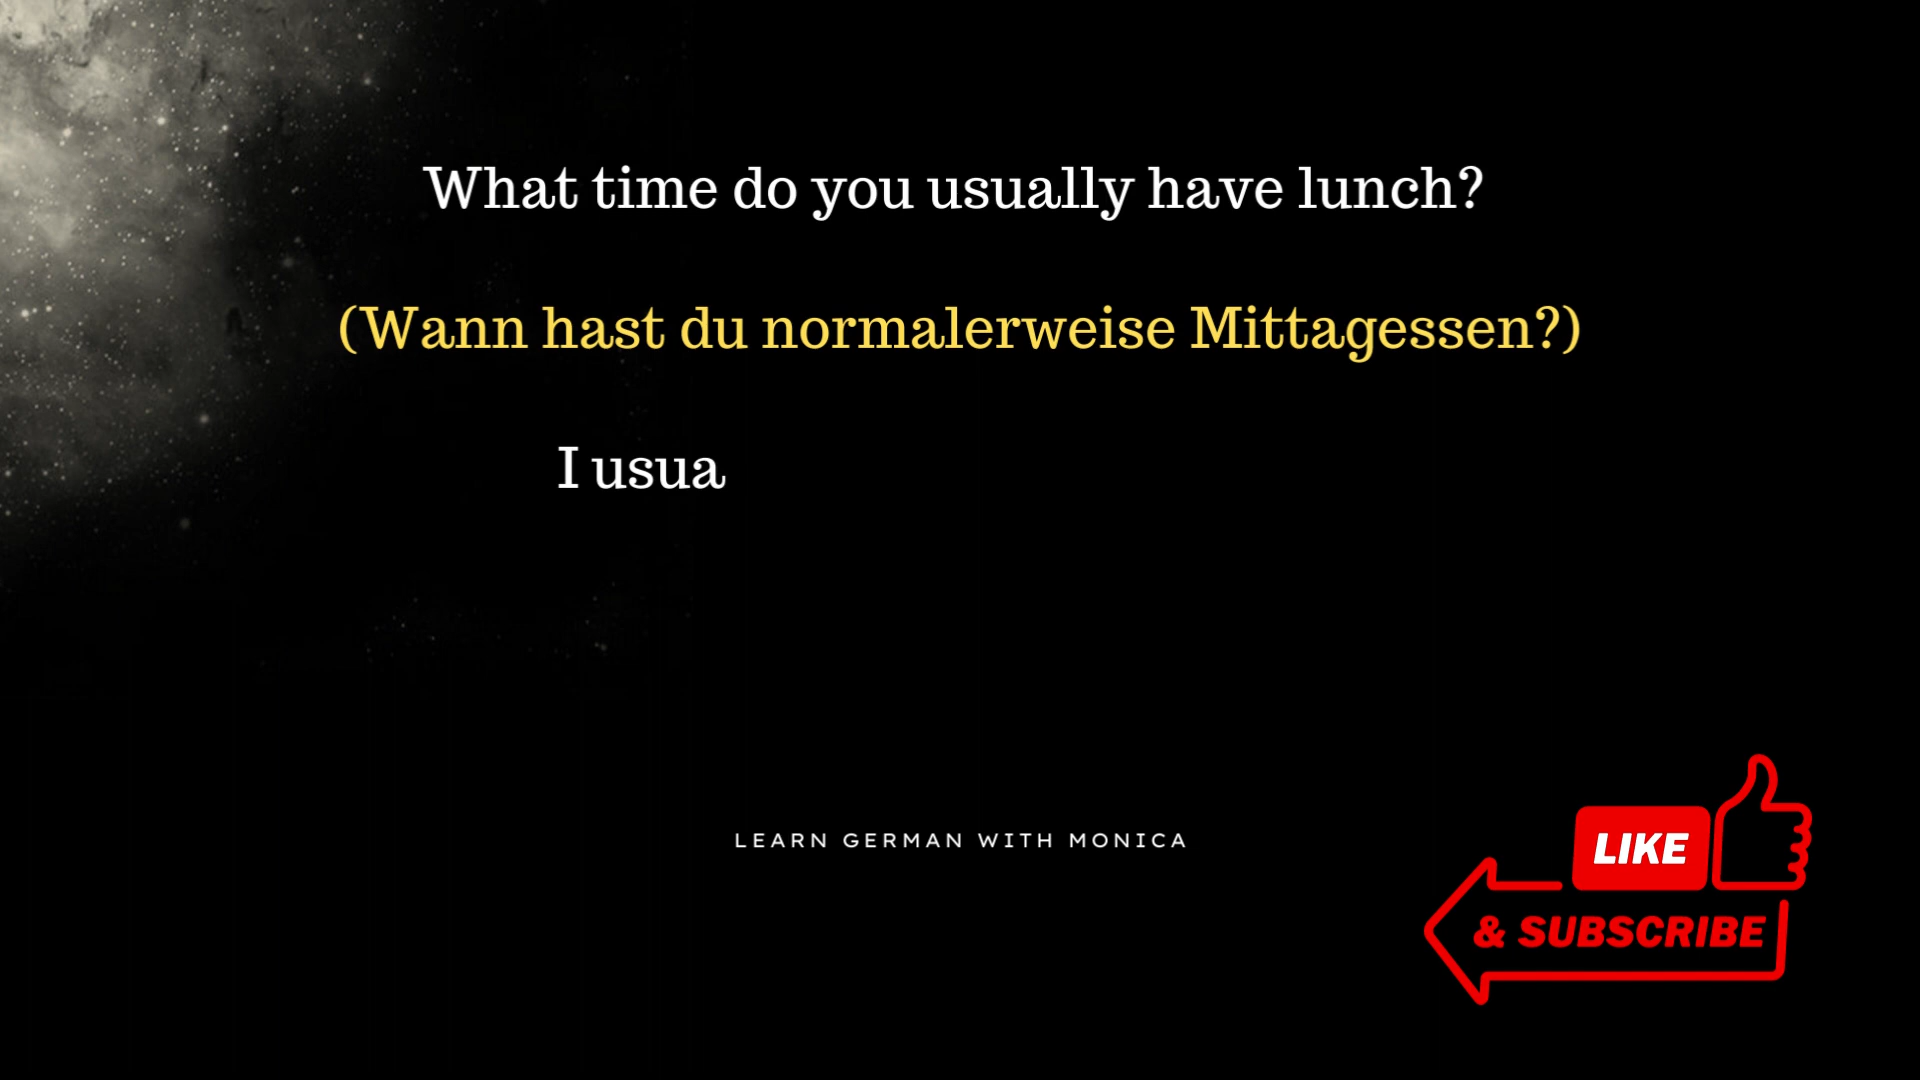 What time do you usually have lunch?
(Wann hast du normalerweise Mittagessen?)
I usua
LEARN GERMAN WITH MONICA
LIKE
& SUBSCRIBE